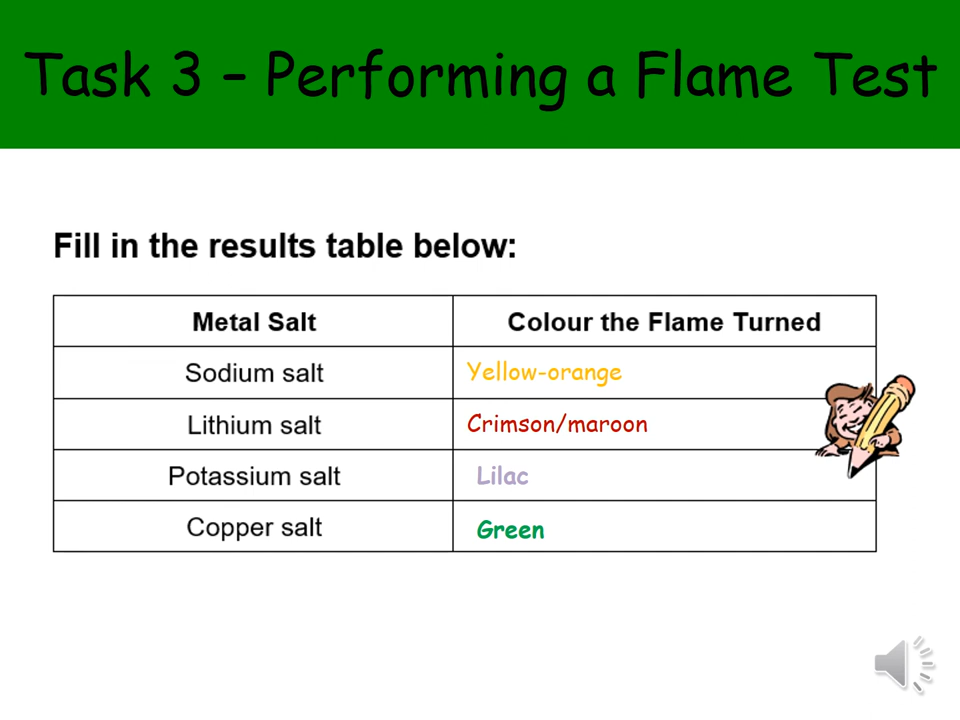 Task 3 – Performing a Flame Test
Fill in the results table below:
Metal Salt Colour the Flame Turned
Sodium salt Yellow-orange
Lithium salt Crimson/maroon
Potassium salt Lilac
Copper salt Green